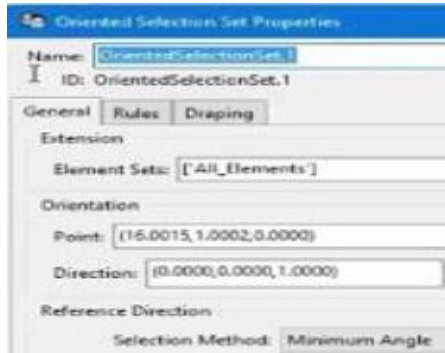 Oriented Selection Set Properties
Name: OrientedSelectionSet.1
ID: OrientedSelectionSet.1
General Rules Draping
Extension
Element Sets: ['All_Elements']
Orientation
Point: (16.0015,1.0002,0.0000)
Direction: (0.0000,0.0000,1.0000)
Reference Direction
Selection Method: Minimum Angle